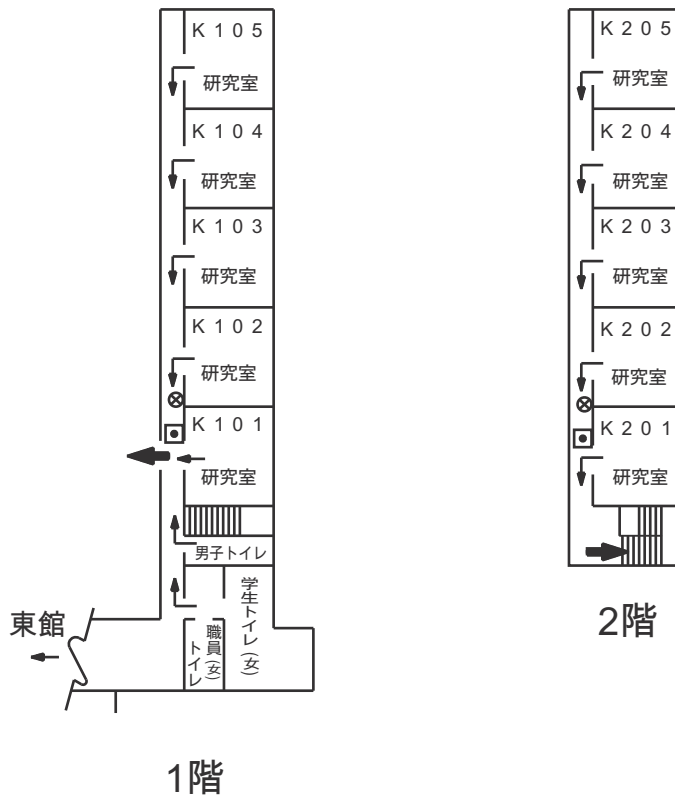 K105
研究室
K104
研究室
K103
研究室
K102
研究室
K101
研究室
男子トイレ
学生トイレ(女)
職員(女)
トイレ
東館
1階
K205
研究室
K204
研究室
K203
研究室
K202
研究室
K201
研究室
2階